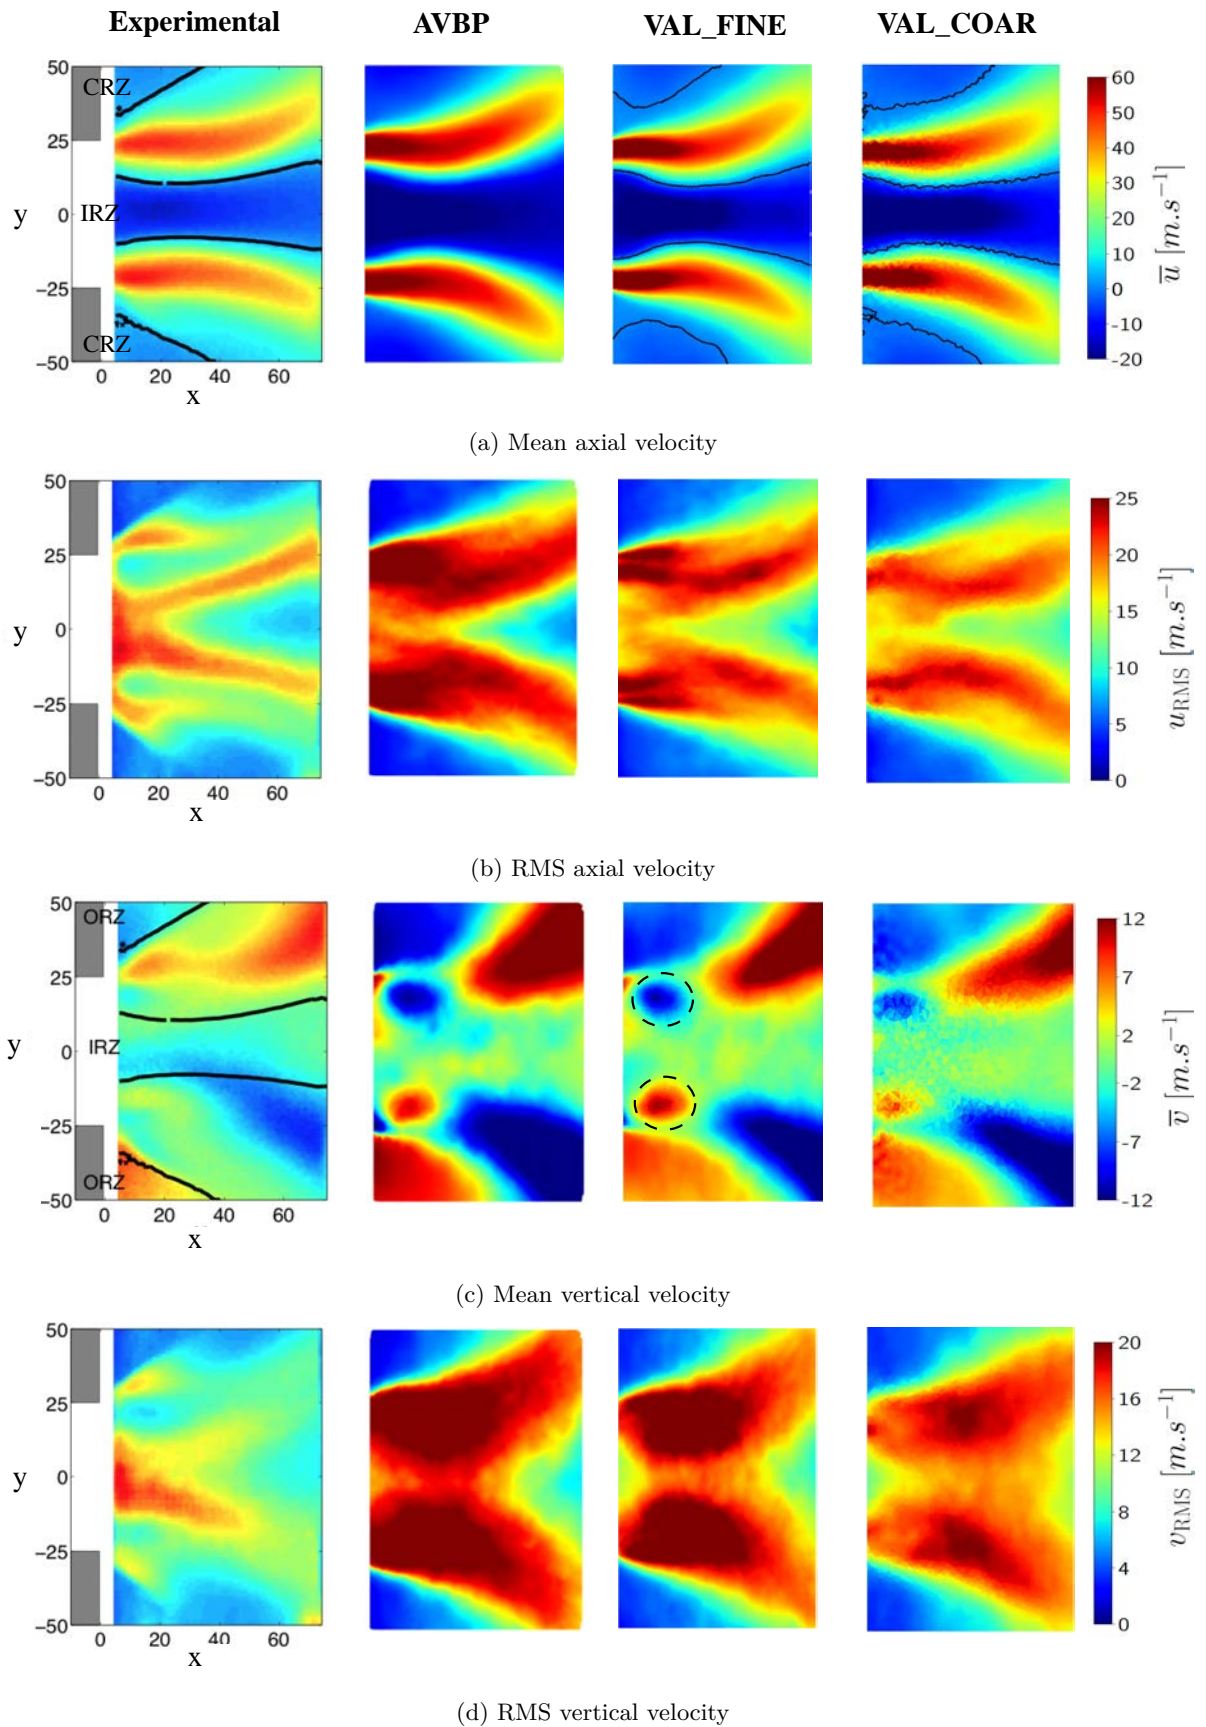 Experimental AVBP VAL_FINE VAL_COAR
50 CRZ
25
y 0 IRZ
−25
−50 CRZ
0 20 40 60
x
60
50
40
30
20
10
0
-10
-20
u̅ [m.s⁻¹]
(a) Mean axial velocity
50
25
y 0
−25
−50
0 20 40 60
x
25
20
15
10
5
0
u_RMS [m.s⁻¹]
(b) RMS axial velocity
50 ORZ
25
y 0 IRZ
−25
−50 ORZ
0 20 40 60
x
12
7
2
-2
-7
-12
v̅ [m.s⁻¹]
(c) Mean vertical velocity
50
25
y 0
−25
−50
0 20 40 60
x
20
16
12
8
4
0
v_RMS [m.s⁻¹]
(d) RMS vertical velocity